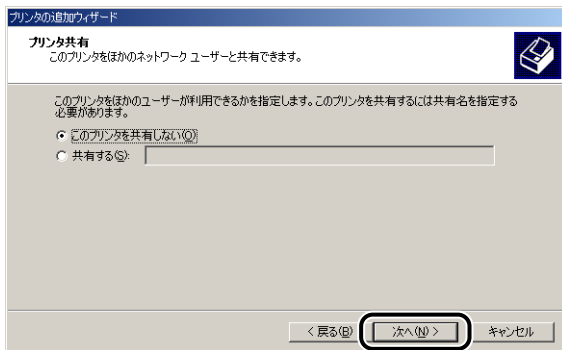 プリンタの追加ウィザード
プリンタ共有
このプリンタをほかのネットワーク ユーザーと共有できます。
このプリンタをほかのユーザーが利用できるかを指定します。このプリンタを共有するには共有名を指定する
必要があります。
このプリンタを共有しない(O)
共有する(S):
< 戻る(B)
次へ(N) >
キャンセル